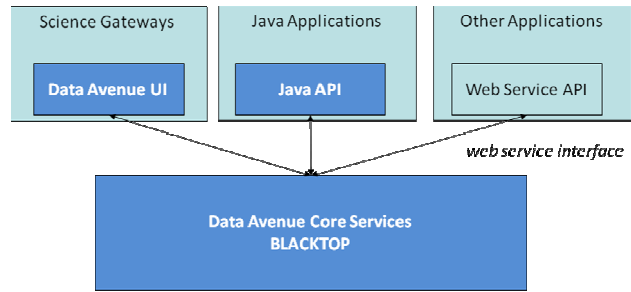 Science Gateways
Java Applications
Other Applications
Data Avenue UI
Java API
Web Service API
web service interface
Data Avenue Core Services
BLACKTOP